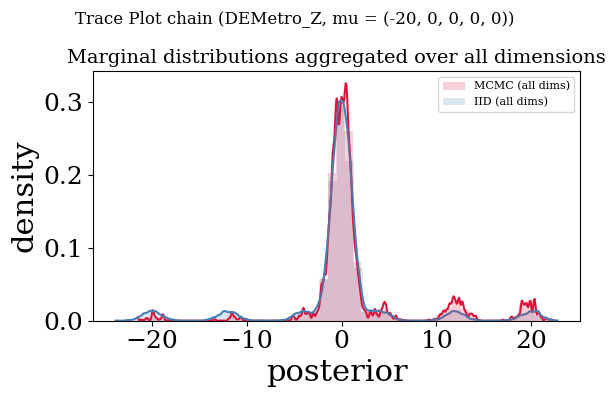 Trace Plot chain (DEMetro_Z, mu = (-20, 0, 0, 0, 0))
Marginal distributions aggregated over all dimensions
MCMC (all dims)
IID (all dims)
density
0.3
0.2
0.1
0.0
−20
−10
0
10
20
posterior